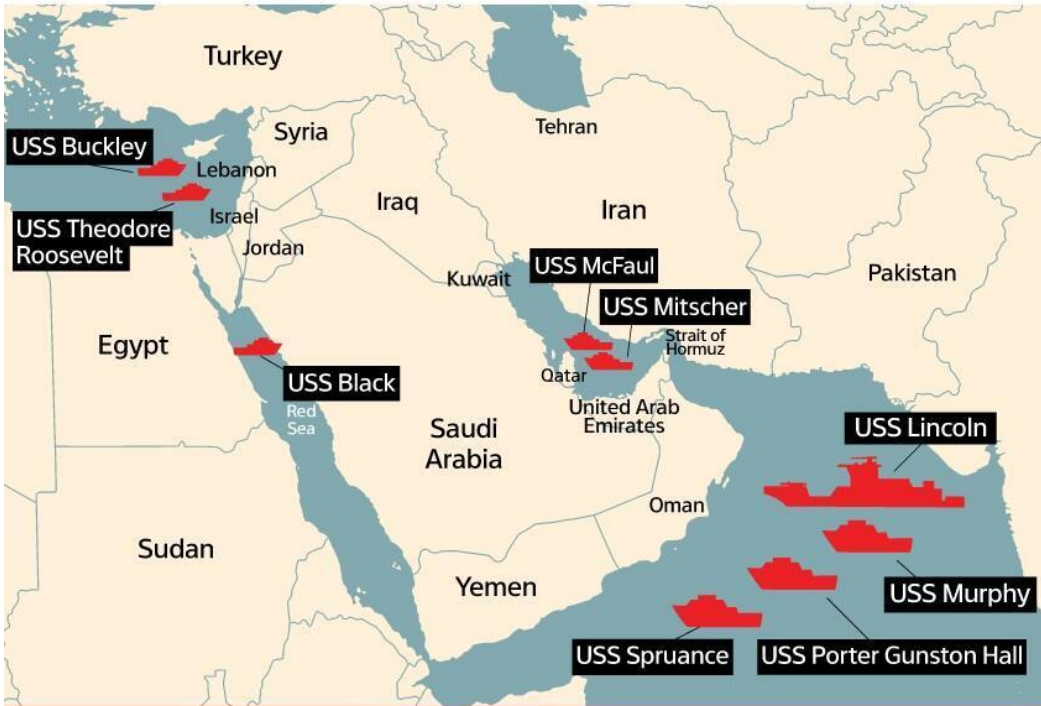 Turkey
Syria
Tehran
USS Buckley
Lebanon
Iraq
Iran
USS Theodore
Roosevelt
Israel
Jordan
Kuwait
USS McFaul
Pakistan
USS Mitscher
Egypt
Strait of
Hormuz
USS Black
Qatar
Red
Sea
United Arab
Emirates
Saudi
Arabia
USS Lincoln
Oman
Sudan
Yemen
USS Murphy
USS Spruance
USS Porter Gunston Hall